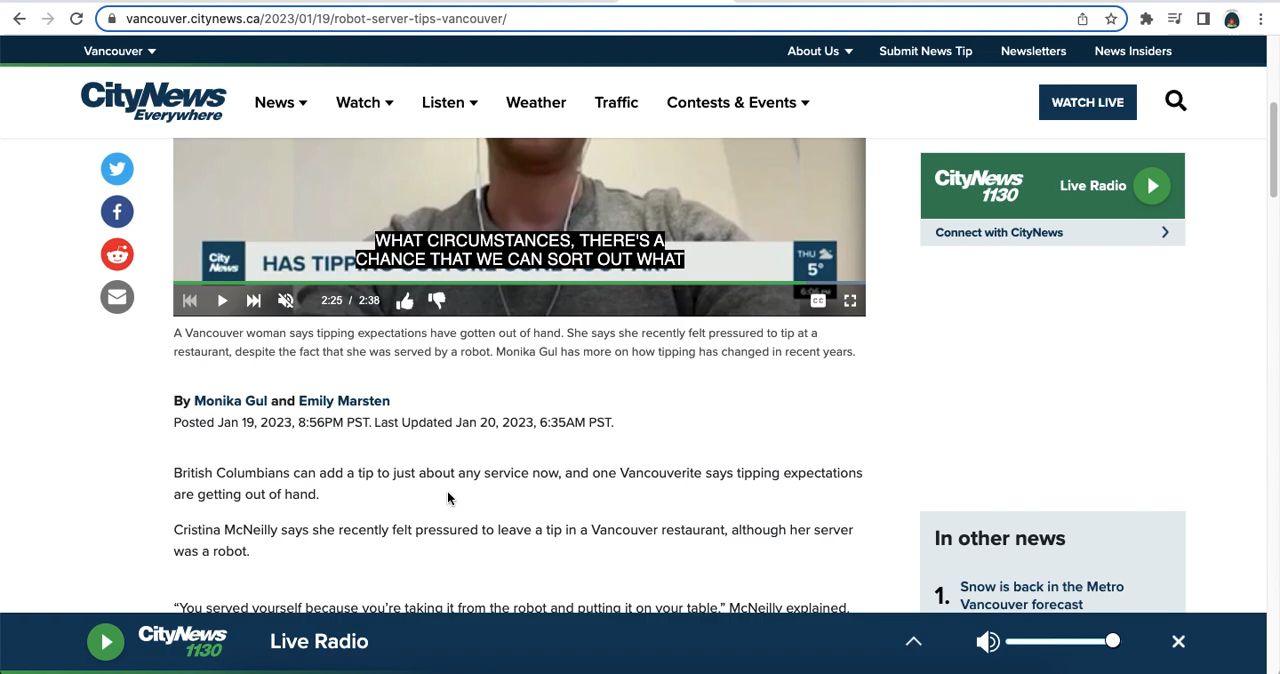 vancouver.citynews.ca/2023/01/19/robot-server-tips-vancouver/
Vancouver
About Us
Submit News Tip
Newsletters
News Insiders
CityNews
Everywhere
News
Watch
Listen
Weather
Traffic
Contests & Events
WATCH LIVE
WHAT CIRCUMSTANCES, THERE'S A
CHANCE THAT WE CAN SORT OUT WHAT
City
News
HAS
THU
5°
2:25 / 2:38
CC
CityNews
1130
Live Radio
Connect with CityNews
A Vancouver woman says tipping expectations have gotten out of hand. She says she recently felt pressured to tip at a
restaurant, despite the fact that she was served by a robot. Monika Gul has more on how tipping has changed in recent years.
By Monika Gul and Emily Marsten
Posted Jan 19, 2023, 8:56PM PST. Last Updated Jan 20, 2023, 6:35AM PST.
British Columbians can add a tip to just about any service now, and one Vancouverite says tipping expectations
are getting out of hand.
Cristina McNeilly says she recently felt pressured to leave a tip in a Vancouver restaurant, although her server
was a robot.
“You served yourself because you’re taking it from the robot and putting it on your table,” McNeilly explained.
In other news
1.
Snow is back in the Metro
Vancouver forecast
CityNews
1130
Live Radio